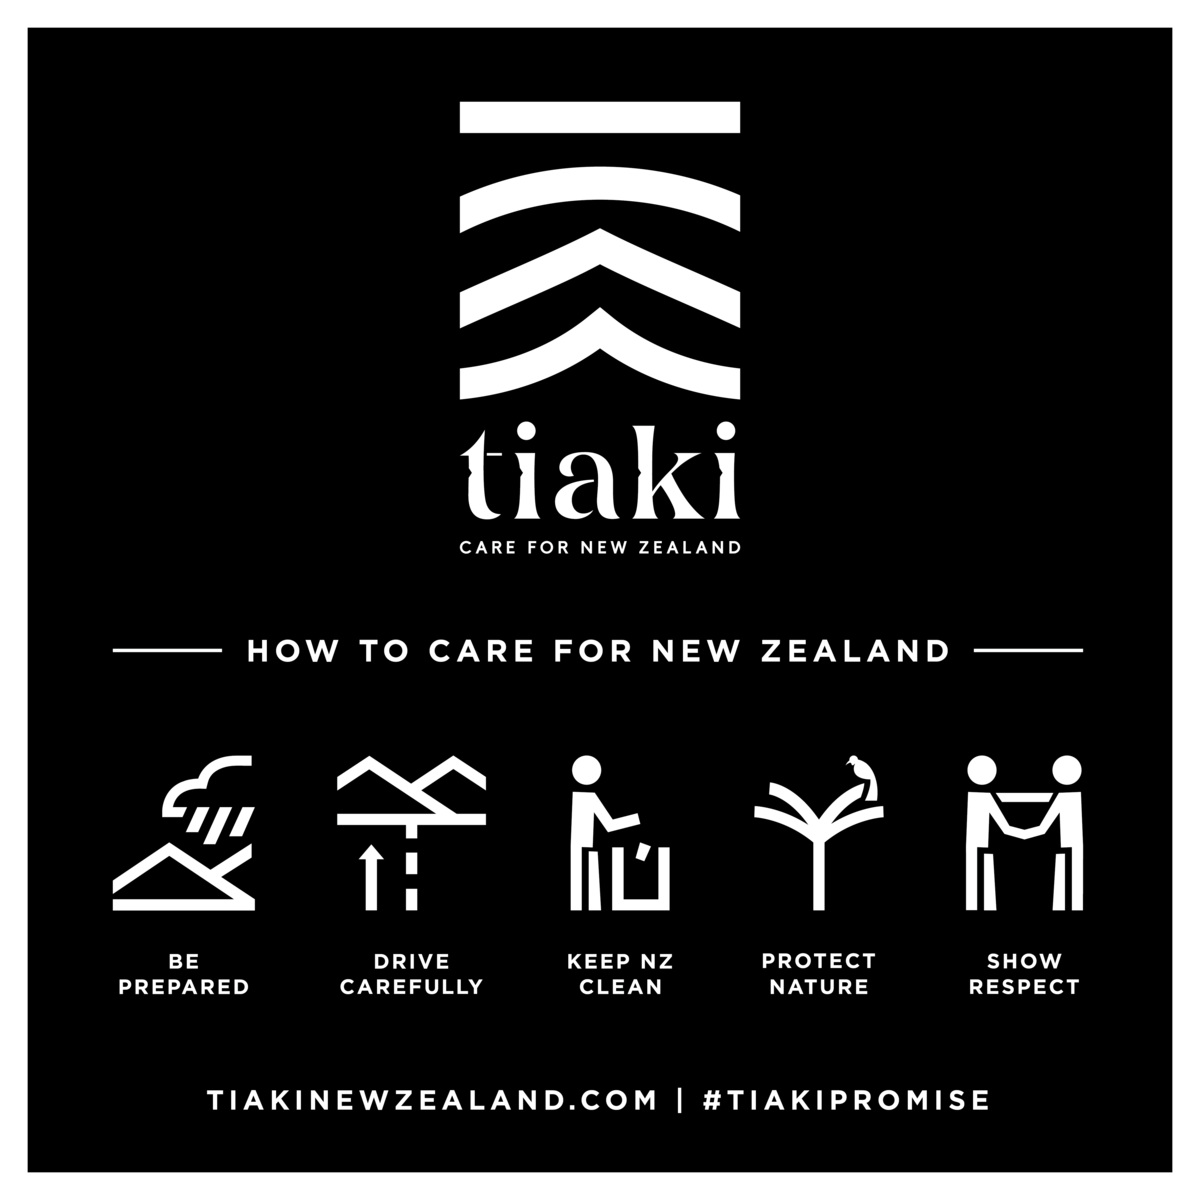 tiaki
CARE FOR NEW ZEALAND
HOW TO CARE FOR NEW ZEALAND
BE
PREPARED
DRIVE
CAREFULLY
KEEP NZ
CLEAN
PROTECT
NATURE
SHOW
RESPECT
TIAKINEWZEALAND.COM | #TIAKIPROMISE